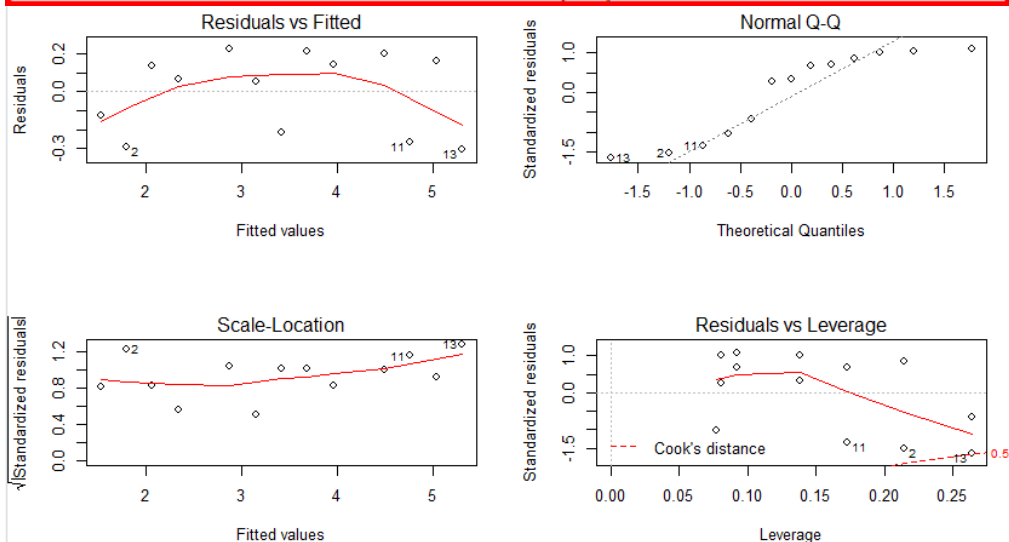 Residuals vs Fitted
Residuals
0.2
0.0
-0.3
2
11
13
2 3 4 5
Fitted values
Normal Q-Q
Standardized residuals
1.0
0.0
-1.5
13
2
11
-1.5 -1.0 -0.5 0.0 0.5 1.0 1.5
Theoretical Quantiles
Scale-Location
√|Standardized residuals|
1.2
0.8
0.4
0.0
2
11
13
2 3 4 5
Fitted values
Residuals vs Leverage
Standardized residuals
1.0
0.0
-1.5
Cook's distance
11
2
13
0.5
0.00 0.05 0.10 0.15 0.20 0.25
Leverage